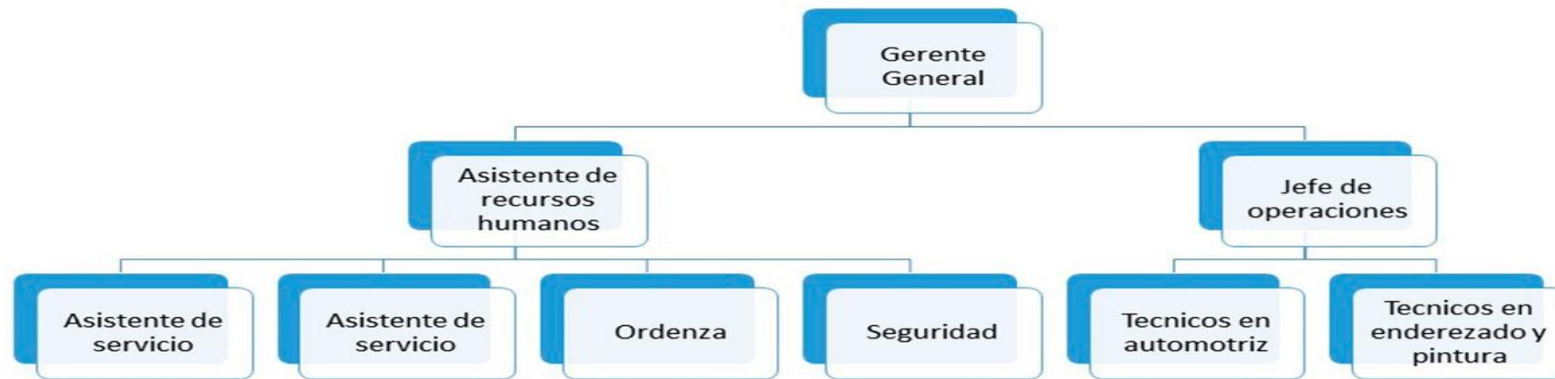 Gerente
General
Asistente de
recursos
humanos
Jefe de
operaciones
Asistente de
servicio
Asistente de
servicio
Ordenza
Seguridad
Tecnicos en
automotriz
Tecnicos en
enderezado y
pintura